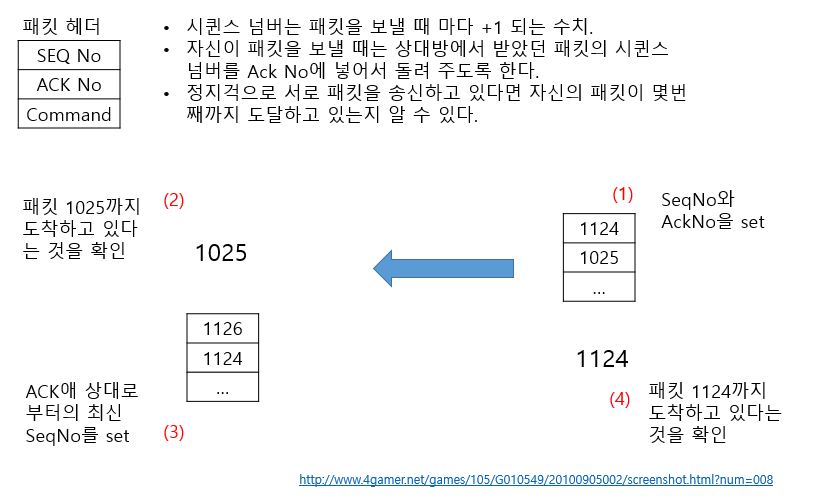 패킷 헤더
SEQ No
ACK No
Command
• 시퀀스 넘버는 패킷을 보낼 때 마다 +1 되는 수치.
• 자신이 패킷을 보낼 때는 상대방에서 받았던 패킷의 시퀀스
넘버를 Ack No에 넣어서 돌려 주도록 한다.
• 정지걱으로 서로 패킷을 송신하고 있다면 자신의 패킷이 몇번
째까지 도달하고 있는지 알 수 있다.
(1)
SeqNo와
AckNo을 set
1124
1025
...
(2)
패킷 1025까지
도착하고 있다
는 것을 확인
1025
1126
1124
...
ACK애 상대로
부터의 최신
SeqNo를 set
(3)
1124
(4)
패킷 1124까지
도착하고 있다는
것을 확인
http://www.4gamer.net/games/105/G010549/20100905002/screenshot.html?num=008